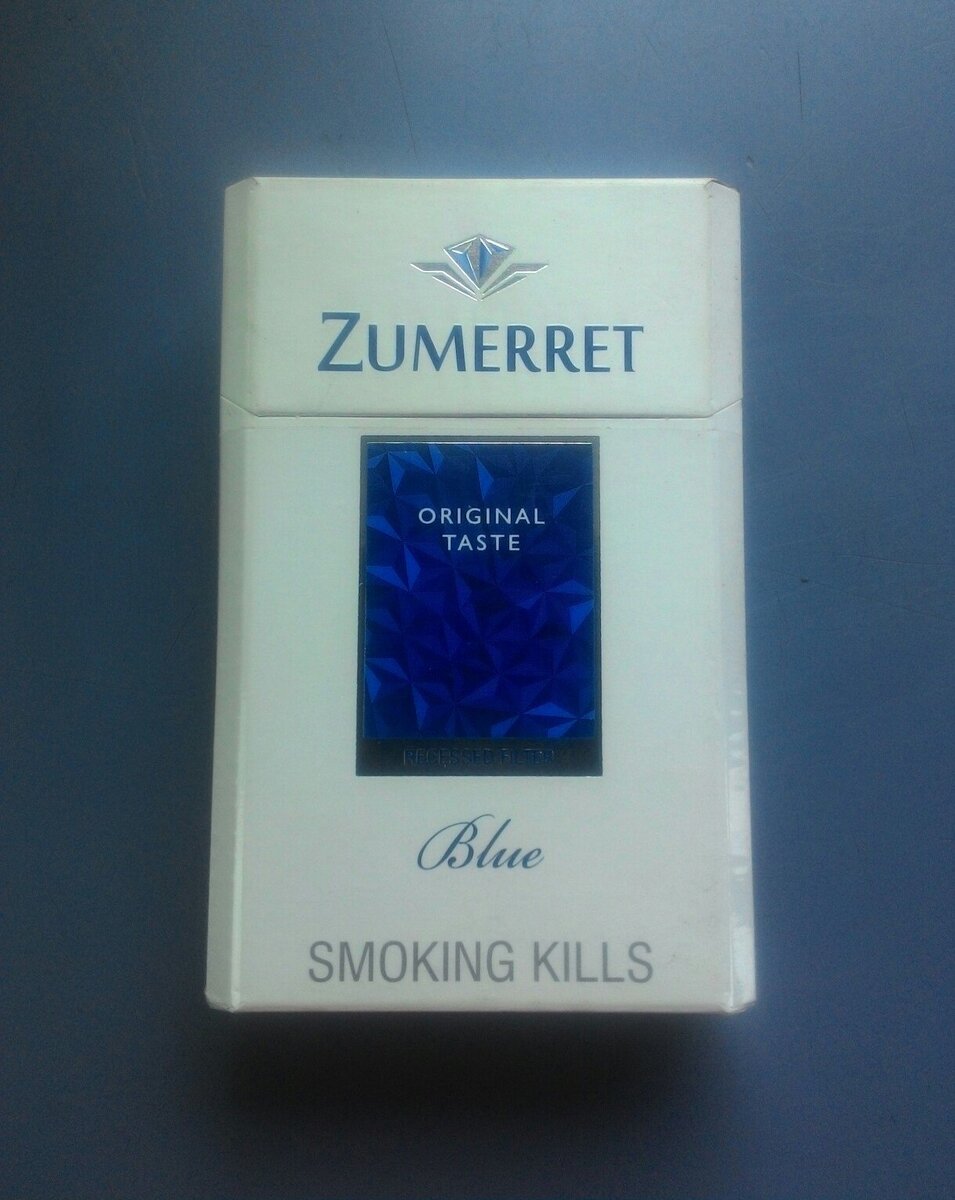 ZUMERRET
ORIGINAL
TASTE
RECESSED FILTER
Blue
SMOKING KILLS